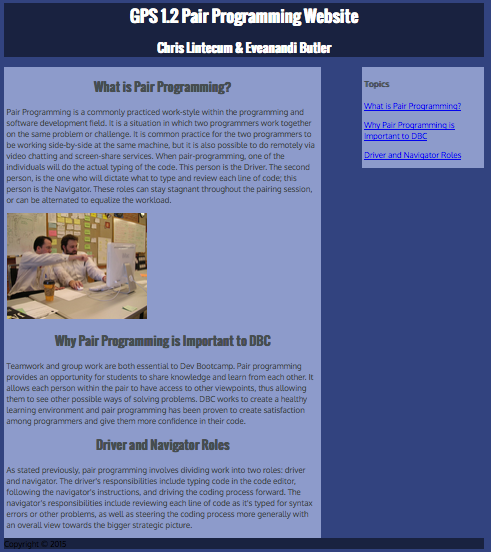 GPS 1.2 Pair Programming Website
Chris Lintecum & Eveanandi Butler
What is Pair Programming?
Pair Programming is a commonly practiced work-style within the programming and
software development field. It is a situation in which two programmers work together
on the same problem or challenge. It is common practice for the two programmers to
be working side-by-side at the same machine, but it is also possible to do remotely via
video chatting and screen-share services. When pair-programming, one of the
individuals will do the actual typing of the code. This person is the Driver. The second
person, is the one who will dictate what to type and review each line of code; this
person is the Navigator. These roles can stay stagnant throughout the pairing session,
or can be alternated to equalize the workload.
Why Pair Programming is Important to DBC
Teamwork and group work are both essential to Dev Bootcamp. Pair programming
provides an opportunity for students to share knowledge and learn from each other. It
allows each person within the pair to have access to other viewpoints, thus allowing
them to see other possible ways of solving problems. DBC works to create a healthy
learning environment and pair programming has been proven to create satisfaction
among programmers and give them more confidence in their code.
Driver and Navigator Roles
As stated previously, pair programming involves dividing work into two roles: driver
and navigator. The driver's responsibilities include typing code in the code editor,
following the navigator's instructions, and driving the coding process forward. The
navigator's responsibilities include reviewing each line of code as it's typed for syntax
errors or other problems, as well as steering the coding process more generally with
an overall view towards the bigger strategic picture.
Topics
What is Pair Programming?
Why Pair Programming is
Important to DBC
Driver and Navigator Roles
Copyright © 2015